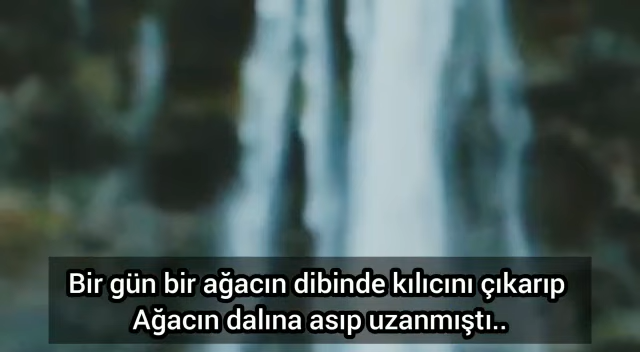 Bir gün bir ağacın dibinde kılıcını çıkarıp
Ağacın dalına asıp uzanmıştı..